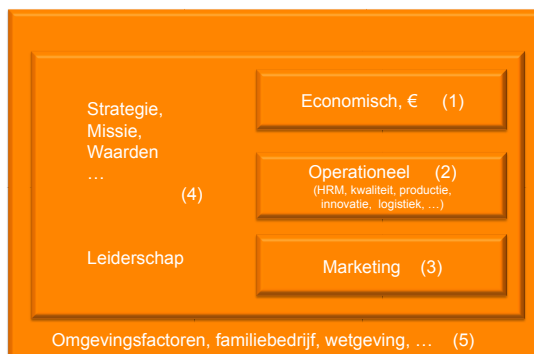 Strategie,
Missie,
Waarden
…
(4)
Leiderschap
Economisch, € (1)
Operationeel (2)
(HRM, kwaliteit, productie,
innovatie, logistiek, …)
Marketing (3)
Omgevingsfactoren, familiebedrijf, wetgeving, … (5)